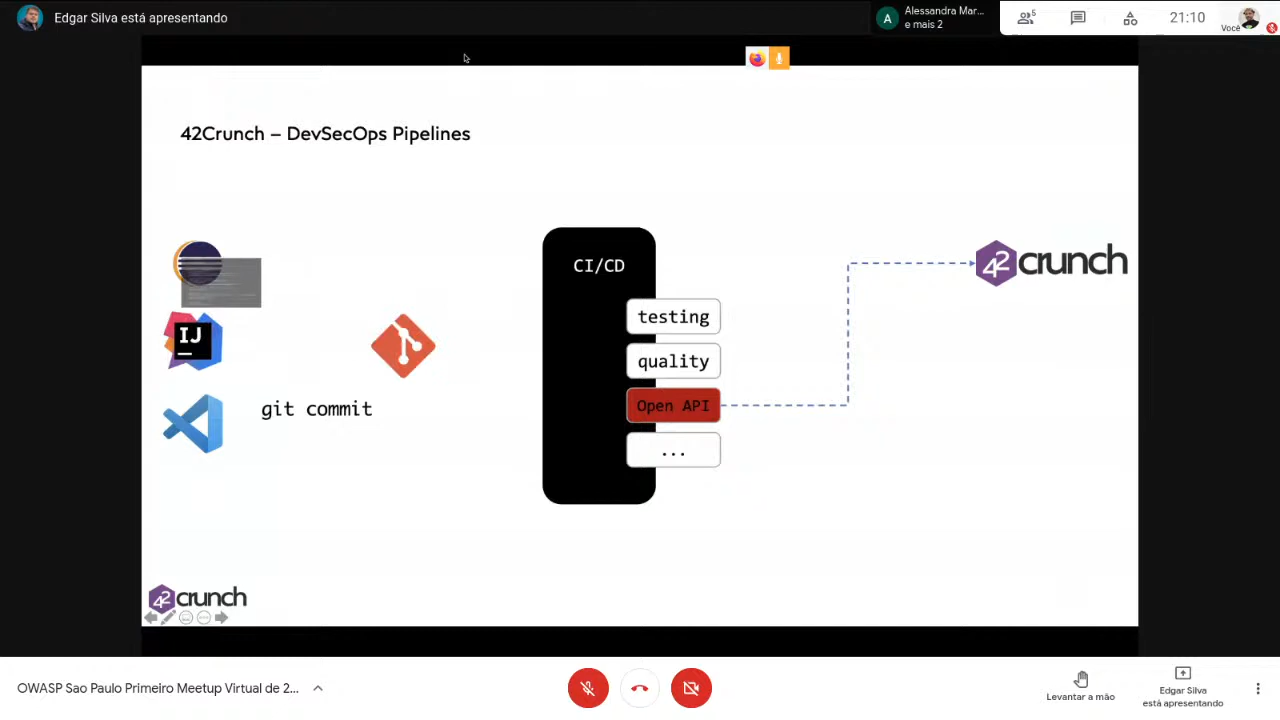 Edgar Silva está apresentando
A
Alessandra Mar...
e mais 2
5
21:10
Você
42Crunch – DevSecOps Pipelines
CI/CD
testing
quality
Open API
...
42crunch
IJ
git commit
42crunch
OWASP Sao Paulo Primeiro Meetup Virtual de 2...
Levantar a mão
Edgar Silva
está apresentando